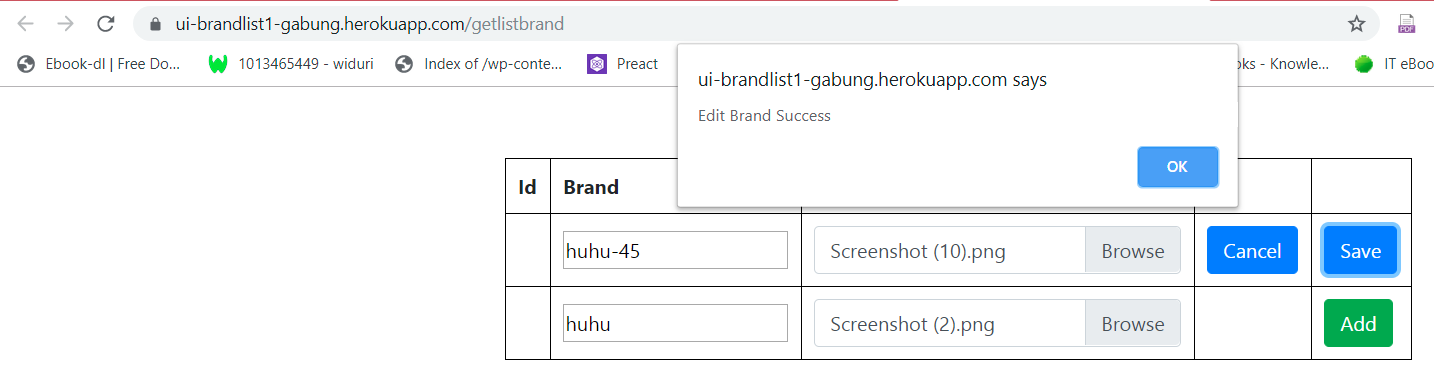 ui-brandlist1-gabung.herokuapp.com/getlistbrand
PDF
Ebook-dl | Free Do... 1013465449 - widuri Index of /wp-conte... Preact oks - Knowle... IT eBoo
ui-brandlist1-gabung.herokuapp.com says
Edit Brand Success
OK
Id Brand
huhu-45 Screenshot (10).png Browse Cancel Save
huhu Screenshot (2).png Browse Add